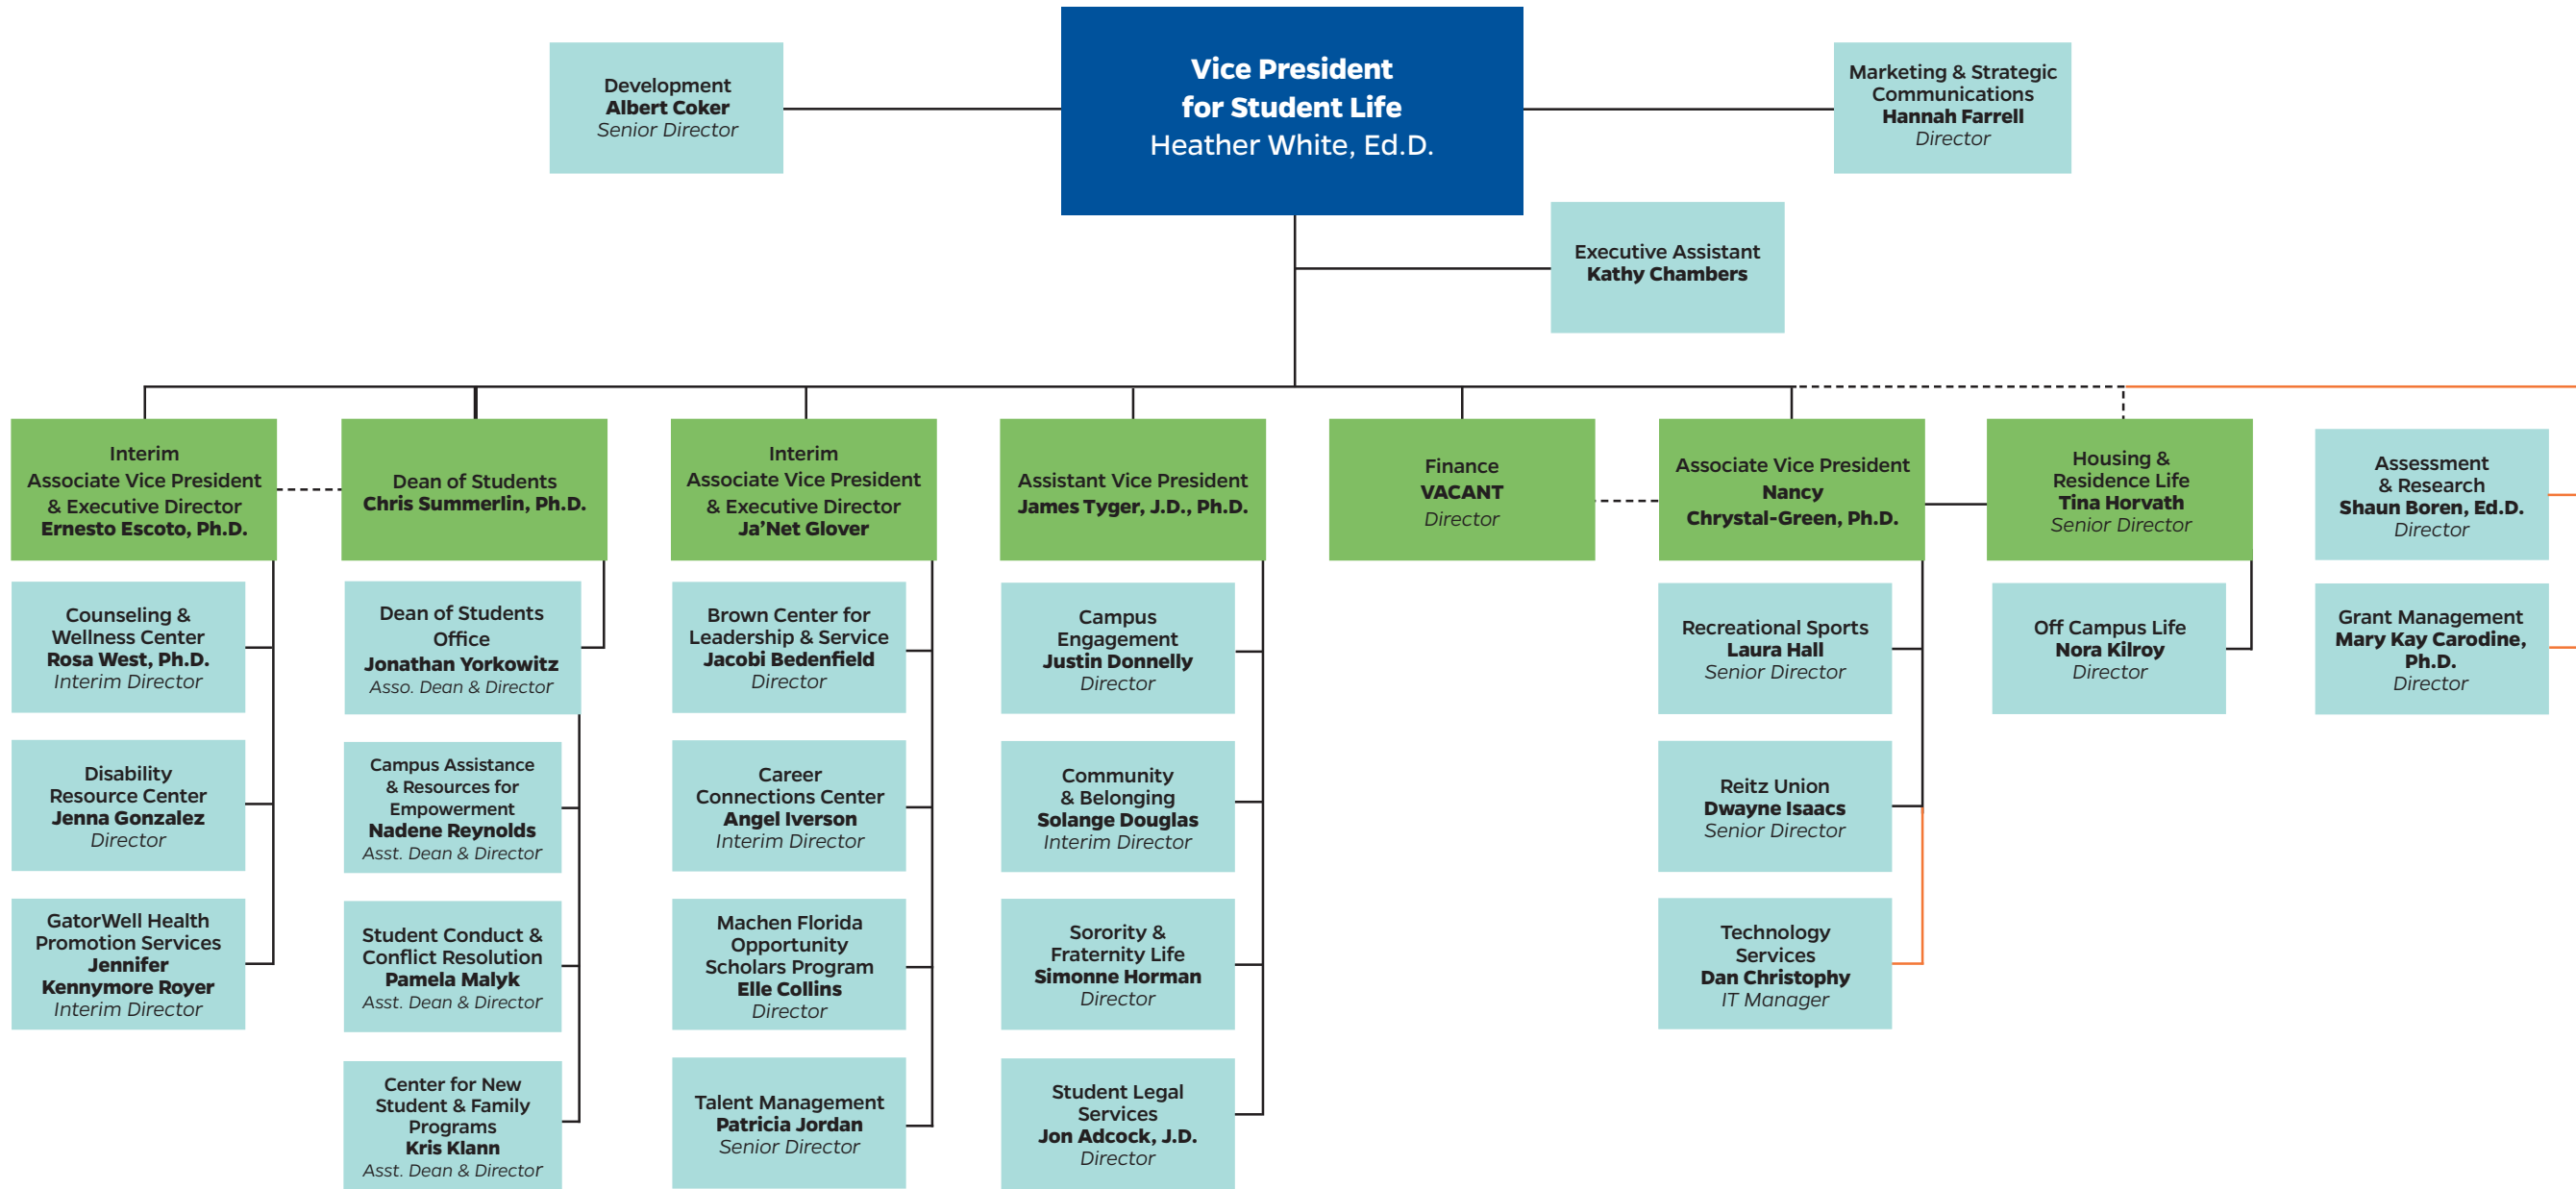 Vice President
for Student Life
Heather White, Ed.D.
Development
Albert Coker
Senior Director
Marketing & Strategic
Communications
Hannah Farrell
Director
Executive Assistant
Kathy Chambers
Interim
Associate Vice President
& Executive Director
Ernesto Escoto, Ph.D.
Dean of Students
Chris Summerlin, Ph.D.
Interim
Associate Vice President
& Executive Director
Ja’Net Glover
Assistant Vice President
James Tyger, J.D., Ph.D.
Finance
VACANT
Director
Associate Vice President
Nancy
Chrystal-Green, Ph.D.
Housing &
Residence Life
Tina Horvath
Senior Director
Assessment
& Research
Shaun Boren, Ed.D.
Director
Counseling &
Wellness Center
Rosa West, Ph.D.
Interim Director
Dean of Students
Office
Jonathan Yorkowitz
Asso. Dean & Director
Brown Center for
Leadership & Service
Jacobi Bedenfield
Director
Campus
Engagement
Justin Donnelly
Director
Recreational Sports
Laura Hall
Senior Director
Off Campus Life
Nora Kilroy
Director
Grant Management
Mary Kay Carodine,
Ph.D.
Director
Disability
Resource Center
Jenna Gonzalez
Director
Campus Assistance
& Resources for
Empowerment
Nadene Reynolds
Asst. Dean & Director
Career
Connections Center
Angel Iverson
Interim Director
Community
& Belonging
Solange Douglas
Interim Director
Reitz Union
Dwayne Isaacs
Senior Director
GatorWell Health
Promotion Services
Jennifer
Kennymore Royer
Interim Director
Student Conduct &
Conflict Resolution
Pamela Malyk
Asst. Dean & Director
Machen Florida
Opportunity
Scholars Program
Elle Collins
Director
Sorority &
Fraternity Life
Simonne Horman
Director
Technology
Services
Dan Christophy
IT Manager
Center for New
Student & Family
Programs
Kris Klann
Asst. Dean & Director
Talent Management
Patricia Jordan
Senior Director
Student Legal
Services
Jon Adcock, J.D.
Director